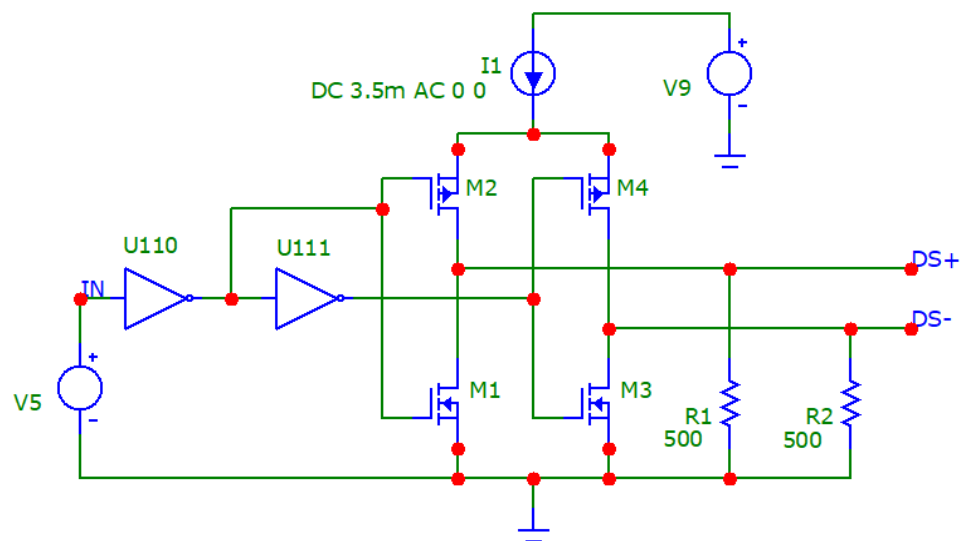 I1
DC 3.5m AC 0 0
V9
M2
M4
U110
U111
IN
DS+
DS-
V5
M1
M3
R1
500
R2
500